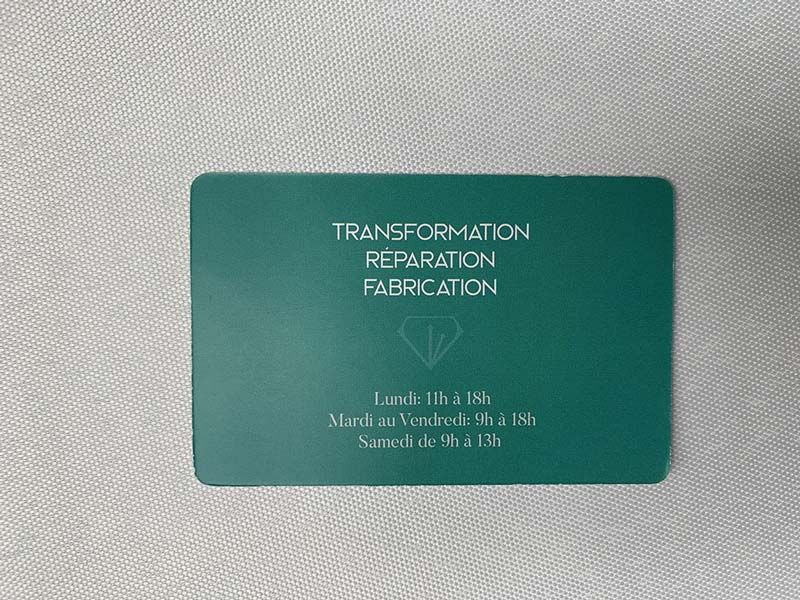 TRANSFORMATION
RÉPARATION
FABRICATION
Lundi: 11h à 18h
Mardi au Vendredi: 9h à 18h
Samedi de 9h à 13h